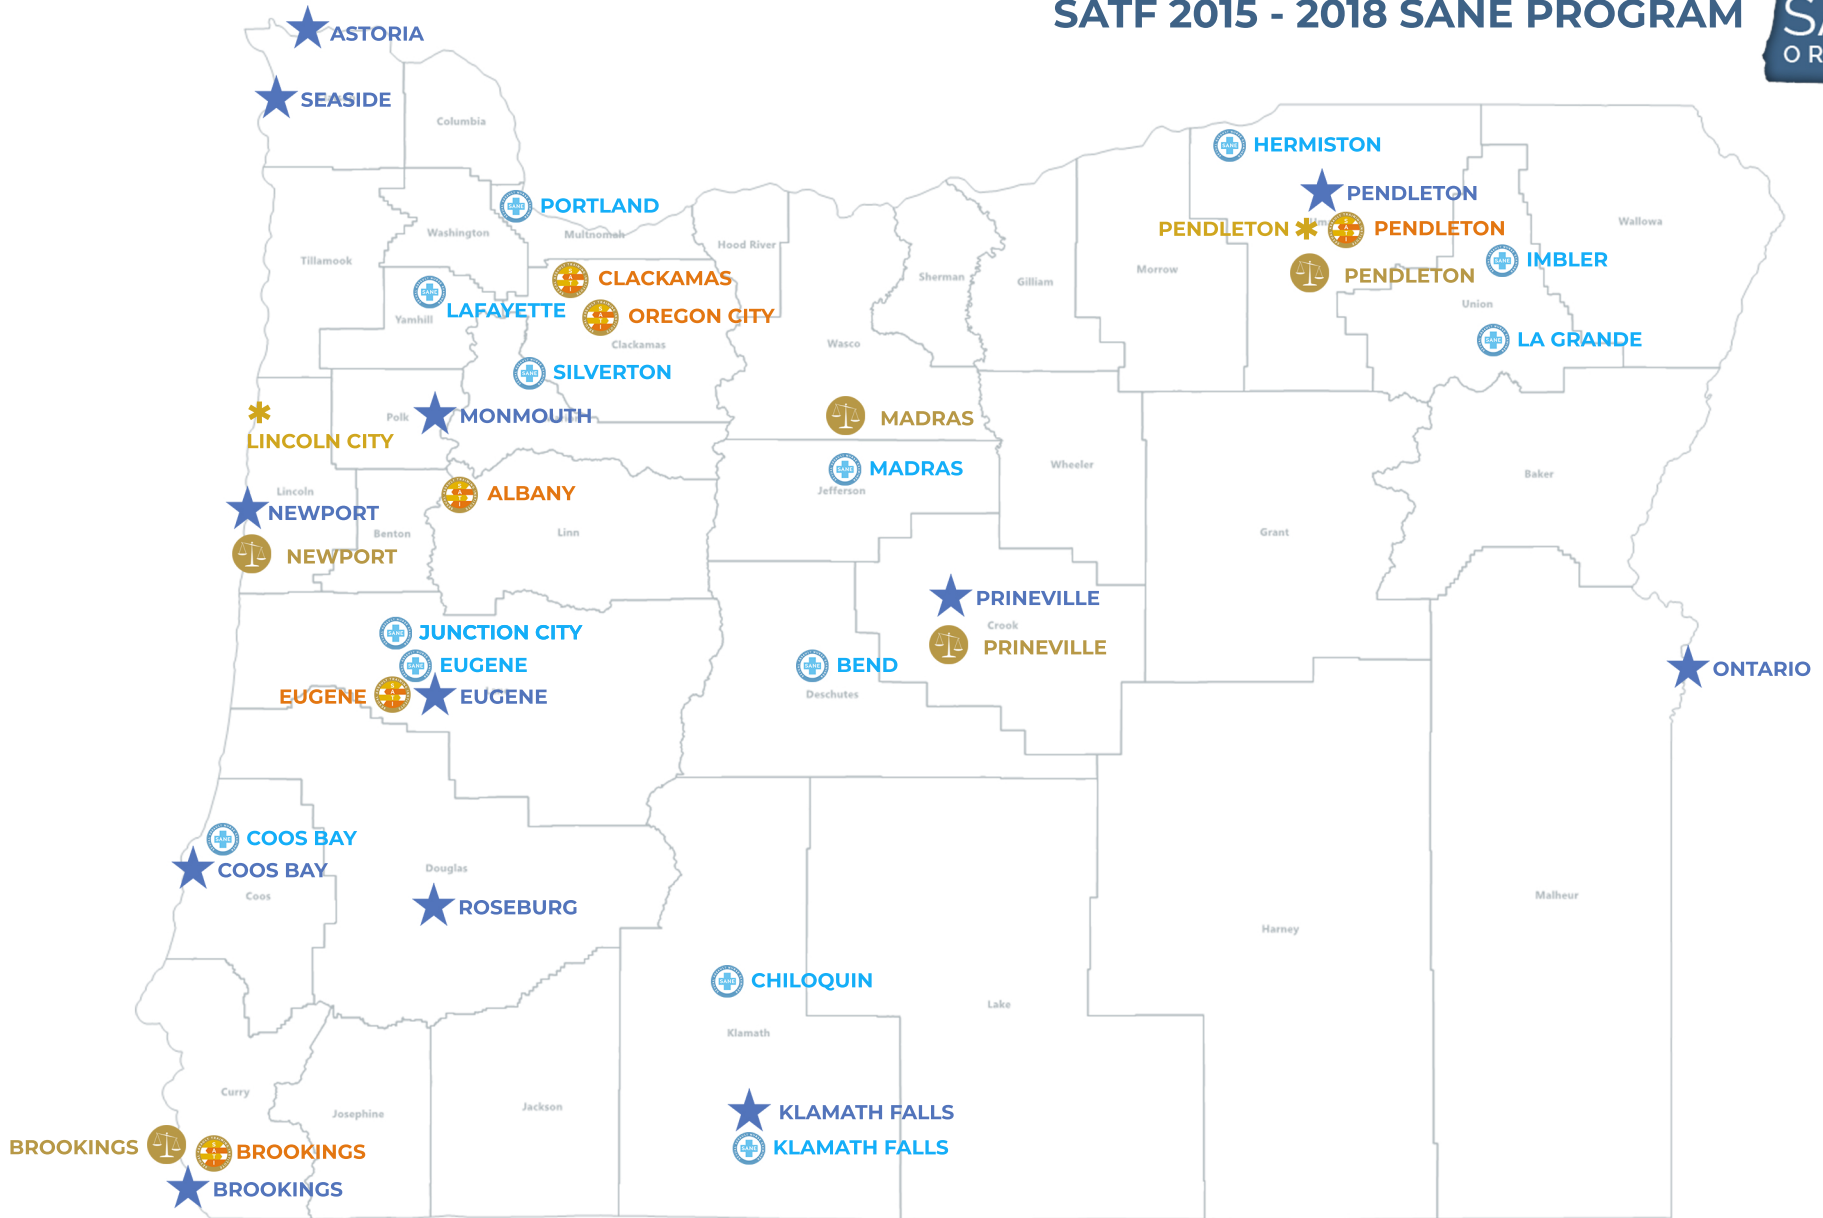 SATF 2015 - 2018 SANE PROGRAM
OR
ASTORIA
SEASIDE
Columbia
HERMISTON
PENDLETON
PENDLETON
PENDLETON
PENDLETON
Wallowa
IMBLER
Union
LA GRANDE
PORTLAND
Washington
Multnomah
Hood River
Tillamook
CLACKAMAS
Sherman
Gilliam
Morrow
LAFAYETTE
Yamhill
OREGON CITY
Clackamas
Wasco
SILVERTON
Polk
MONMOUTH
LINCOLN CITY
MADRAS
MADRAS
Jefferson
Wheeler
Baker
Lincoln
NEWPORT
ALBANY
Benton
Linn
Grant
NEWPORT
PRINEVILLE
Crook
PRINEVILLE
JUNCTION CITY
EUGENE
EUGENE
EUGENE
BEND
Deschutes
ONTARIO
COOS BAY
COOS BAY
Coos
Douglas
ROSEBURG
Malheur
Harney
CHILOQUIN
Lake
Klamath
Curry
Josephine
Jackson
KLAMATH FALLS
KLAMATH FALLS
BROOKINGS
BROOKINGS
BROOKINGS